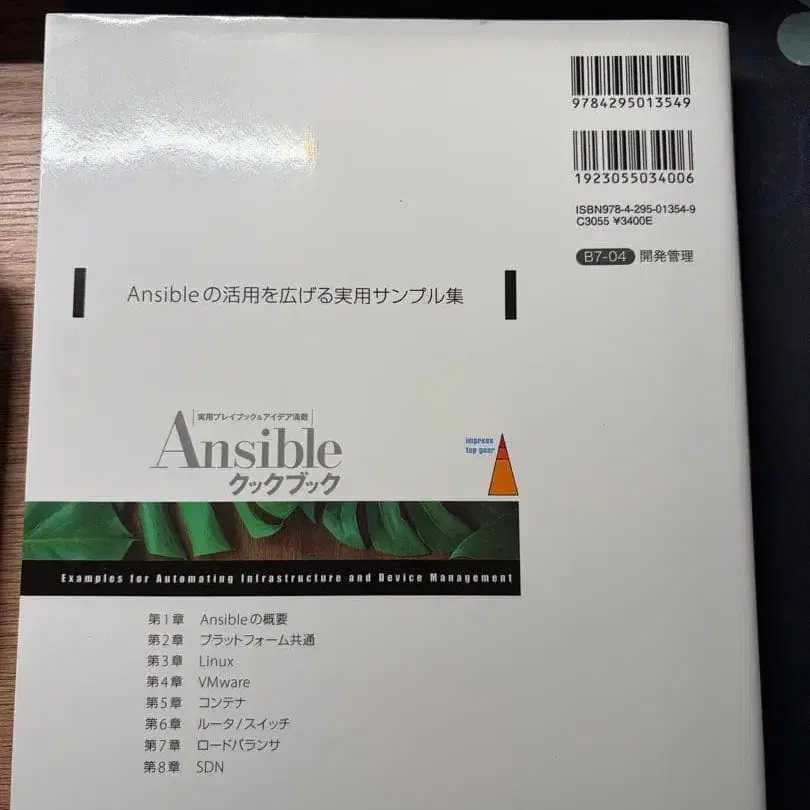 9784295013549
1923055034006
ISBN978-4-295-01354-9
C3055 ¥3400E
B7-04 開発管理
Ansibleの活用を広げる実用サンプル集
実用プレイブック&アイデア満載
Ansible
クックブック
impress
top gear
Examples for Automating Infrastructure and Device Management
第1章 Ansibleの概要
第2章 プラットフォーム共通
第3章 Linux
第4章 VMware
第5章 コンテナ
第6章 ルータ/スイッチ
第7章 ロードバランサ
第8章 SDN